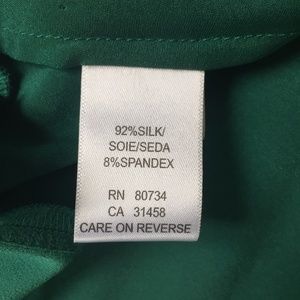 92%SILK/
SOIE/SEDA
8%SPANDEX
RN 80734
CA 31458
CARE ON REVERSE